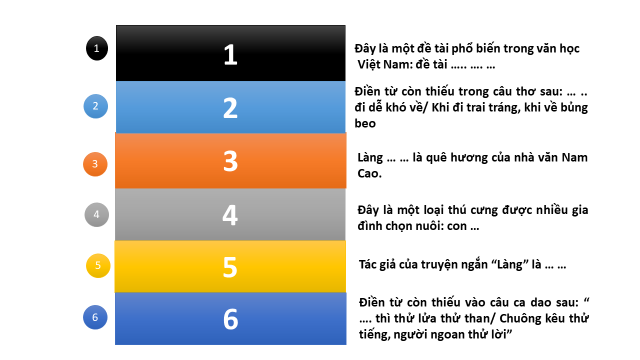 1
1
Đây là một đề tài phổ biến trong văn học
Việt Nam: đề tài ….. …. …
2
2
Điền từ còn thiếu trong câu thơ sau: … ..
đi dễ khó về/ Khi đi trai tráng, khi về bủng
beo
3
3
Làng … … là quê hương của nhà văn Nam
Cao.
4
4
Đây là một loại thú cưng được nhiều gia
đình chọn nuôi: con …
5
5
Tác giả của truyện ngắn “Làng” là … …
6
6
Điền từ còn thiếu vào câu ca dao sau: “
…. thì thử lửa thử than/ Chuông kêu thử
tiếng, người ngoan thử lời”